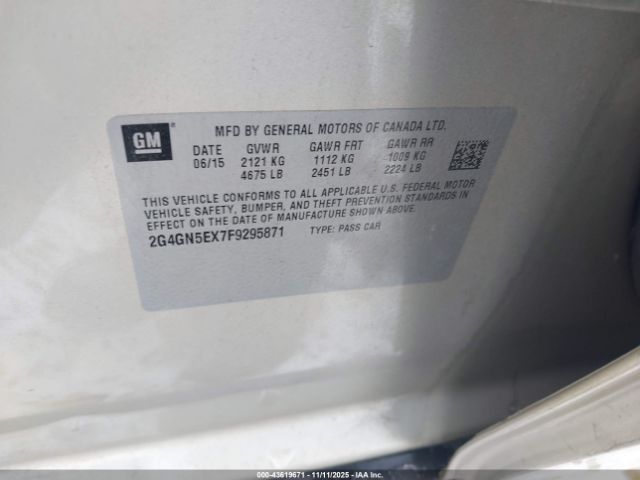 GM
MFD BY GENERAL MOTORS OF CANADA LTD.
DATE GVWR GAWR FRT GAWR RR
06/15 2121 KG 1112 KG 1009 KG
4675 LB 2451 LB 2224 LB
THIS VEHICLE CONFORMS TO ALL APPLICABLE U.S. FEDERAL MOTOR
VEHICLE SAFETY, BUMPER, AND THEFT PREVENTION STANDARDS IN
EFFECT ON THE DATE OF MANUFACTURE SHOWN ABOVE.
2G4GN5EX7F9295871 TYPE: PASS CAR
000-43619671 - 11/11/2025 - IAA Inc.